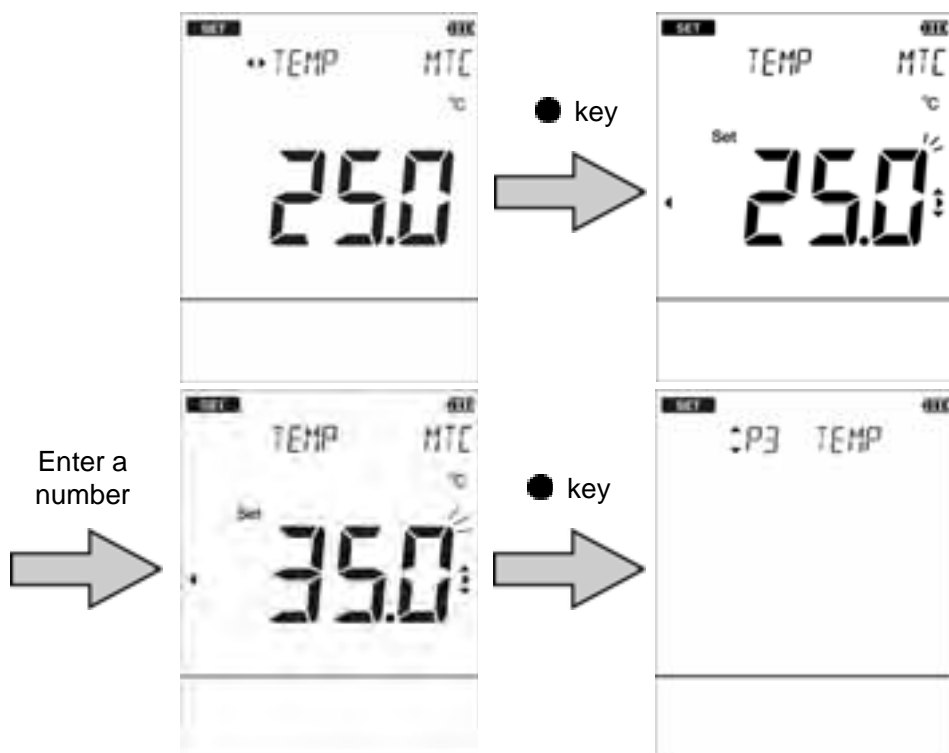 SET
TEMP MTC
°C
25.0
● key
SET
TEMP MTC
°C
Set
25.0
Enter a
number
SET
TEMP MTC
°C
Set
35.0
● key
SET
P3 TEMP